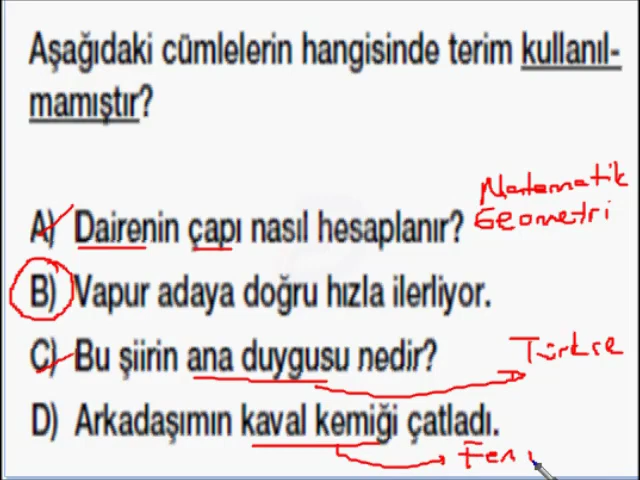 Aşağıdaki cümlelerin hangisinde terim kullanıl-
mamıştır?
Matematik
Geometri
A) Dairenin çapı nasıl hesaplanır?
B) Vapur adaya doğru hızla ilerliyor.
C) Bu şiirin ana duygusu nedir?
Türkçe
D) Arkadaşımın kaval kemiği çatladı.
Fen